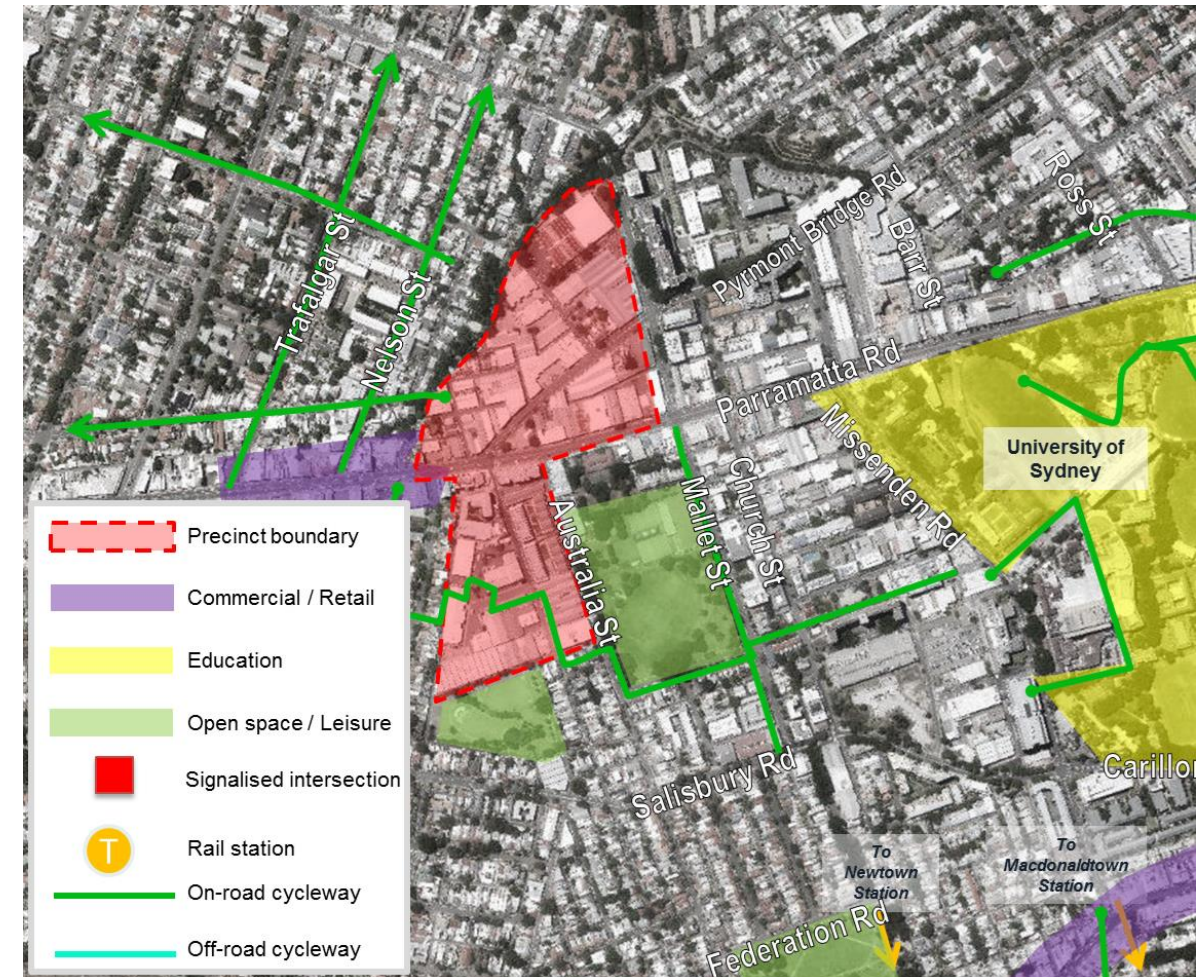 Trafalgar St
Nelson St
Pyrmont Bridge Rd
Barr St
Ross St
Parramatta Rd
Missenden Rd
University of
Sydney
Church St
Mallet St
Australia St
Salisbury Rd
Carillon
To
Newtown
Station
To
Macdonaldtown
Station
Federation Rd
Precinct boundary
Commercial / Retail
Education
Open space / Leisure
Signalised intersection
T
Rail station
On-road cycleway
Off-road cycleway